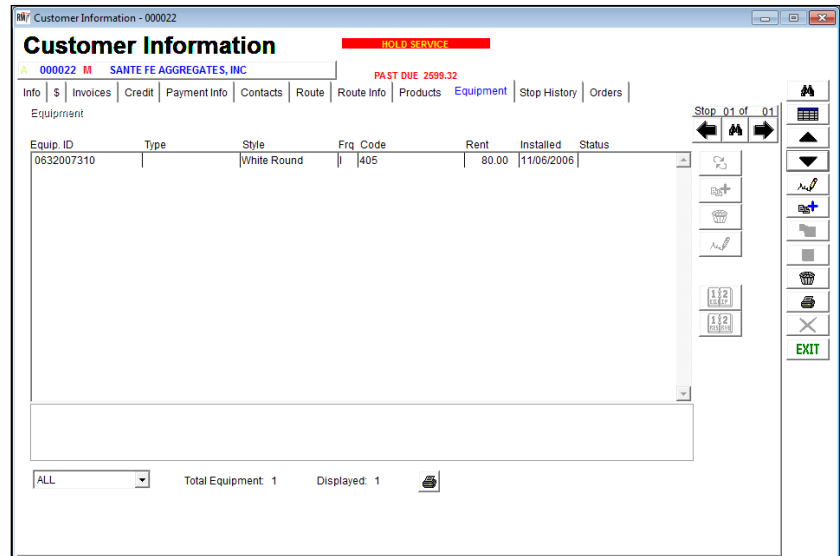 RM Customer Information - 000022
Customer Information
HOLD SERVICE
A 000022 M SANTE FE AGGREGATES, INC
PAST DUE 2599.32
Info $ Invoices Credit Payment Info Contacts Route Route Info Products Equipment Stop History Orders
Equipment
Stop 01 of 01
Equip. ID Type Style Frq Code Rent Installed Status
0632007310 White Round I 405 80.00 11/06/2006
EXIT
ALL Total Equipment: 1 Displayed: 1